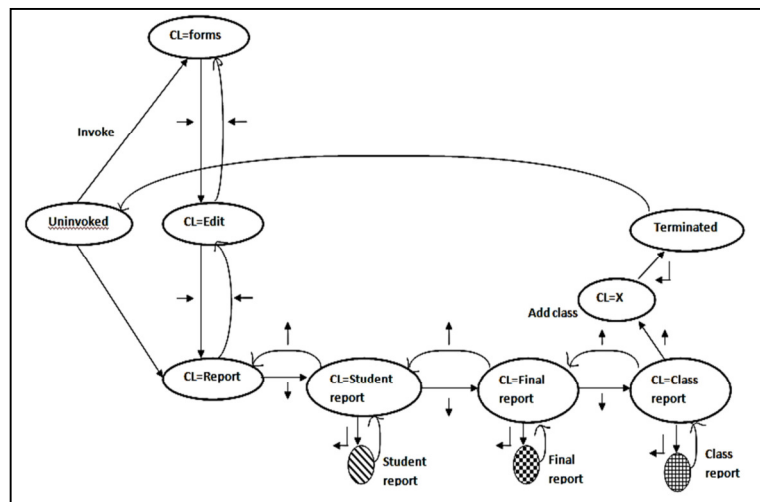 CL=forms
Invoke
Uninvoked
CL=Edit
Terminated
CL=X
Add class
CL=Report
CL=Student
report
CL=Final
report
CL=Class
report
Student
report
Final
report
Class
report